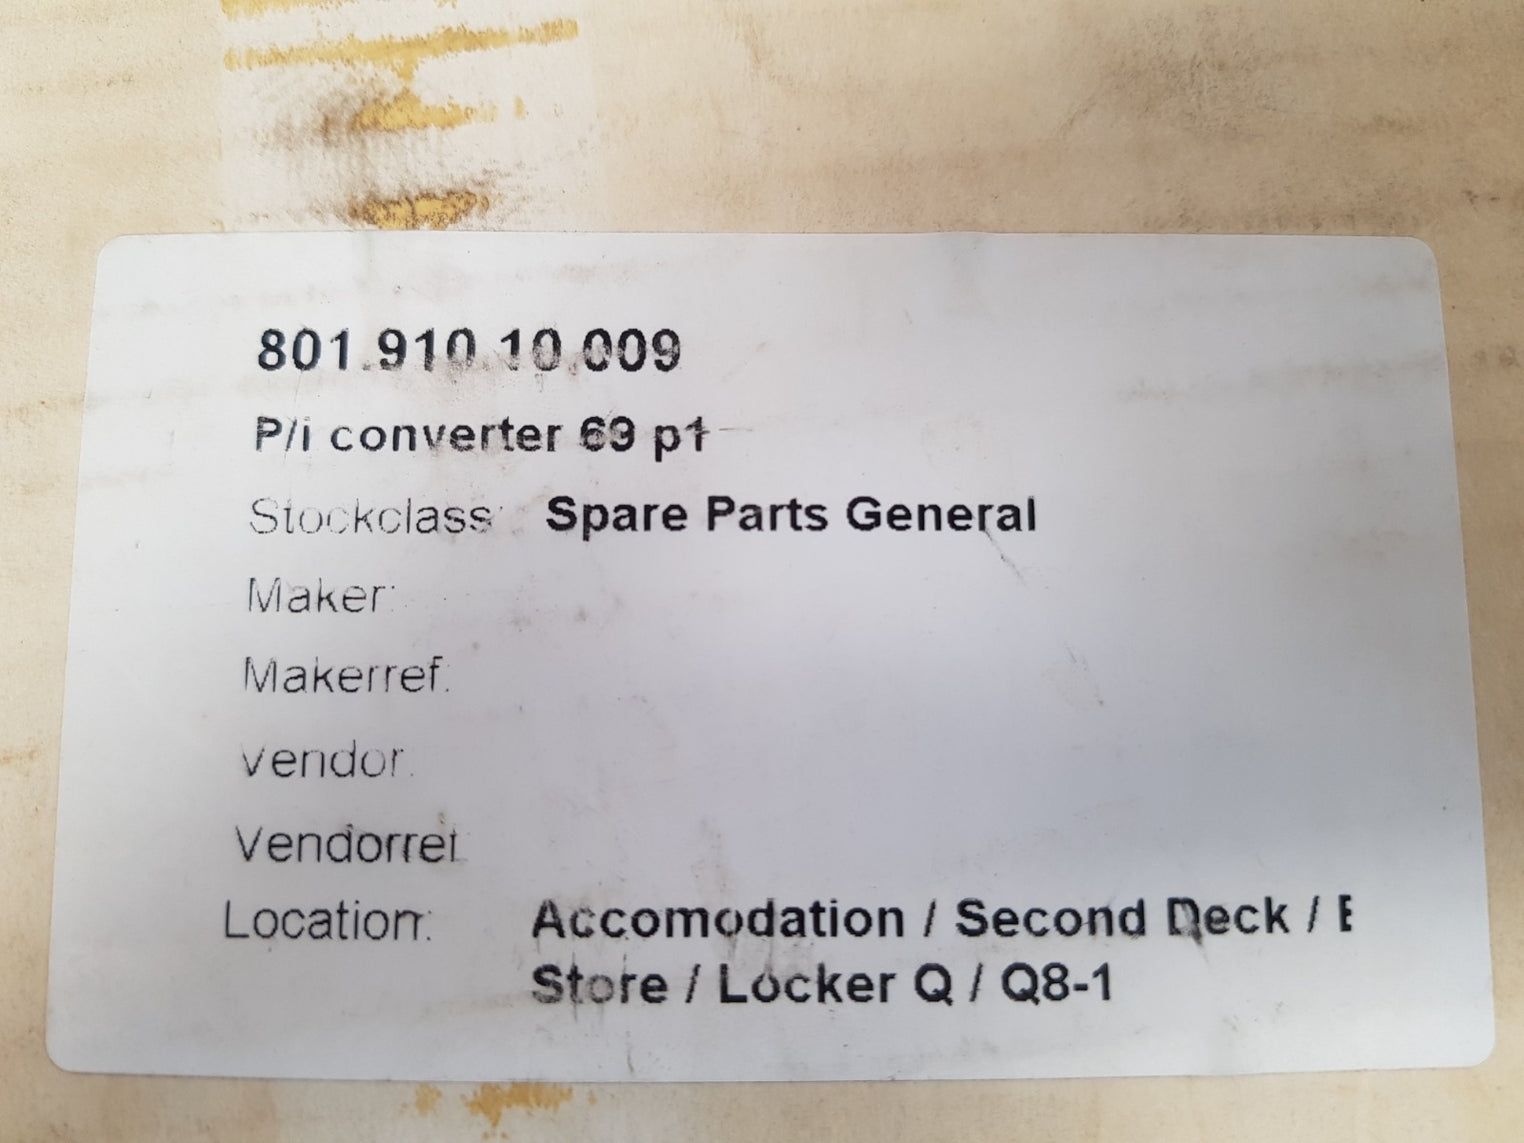 801.910.10.009
P/i converter 69 p1
Stockclass: Spare Parts General
Maker:
Makerref:
Vendor:
Vendorref
Location: Accomodation / Second Deck / E
Store / Locker Q / Q8-1